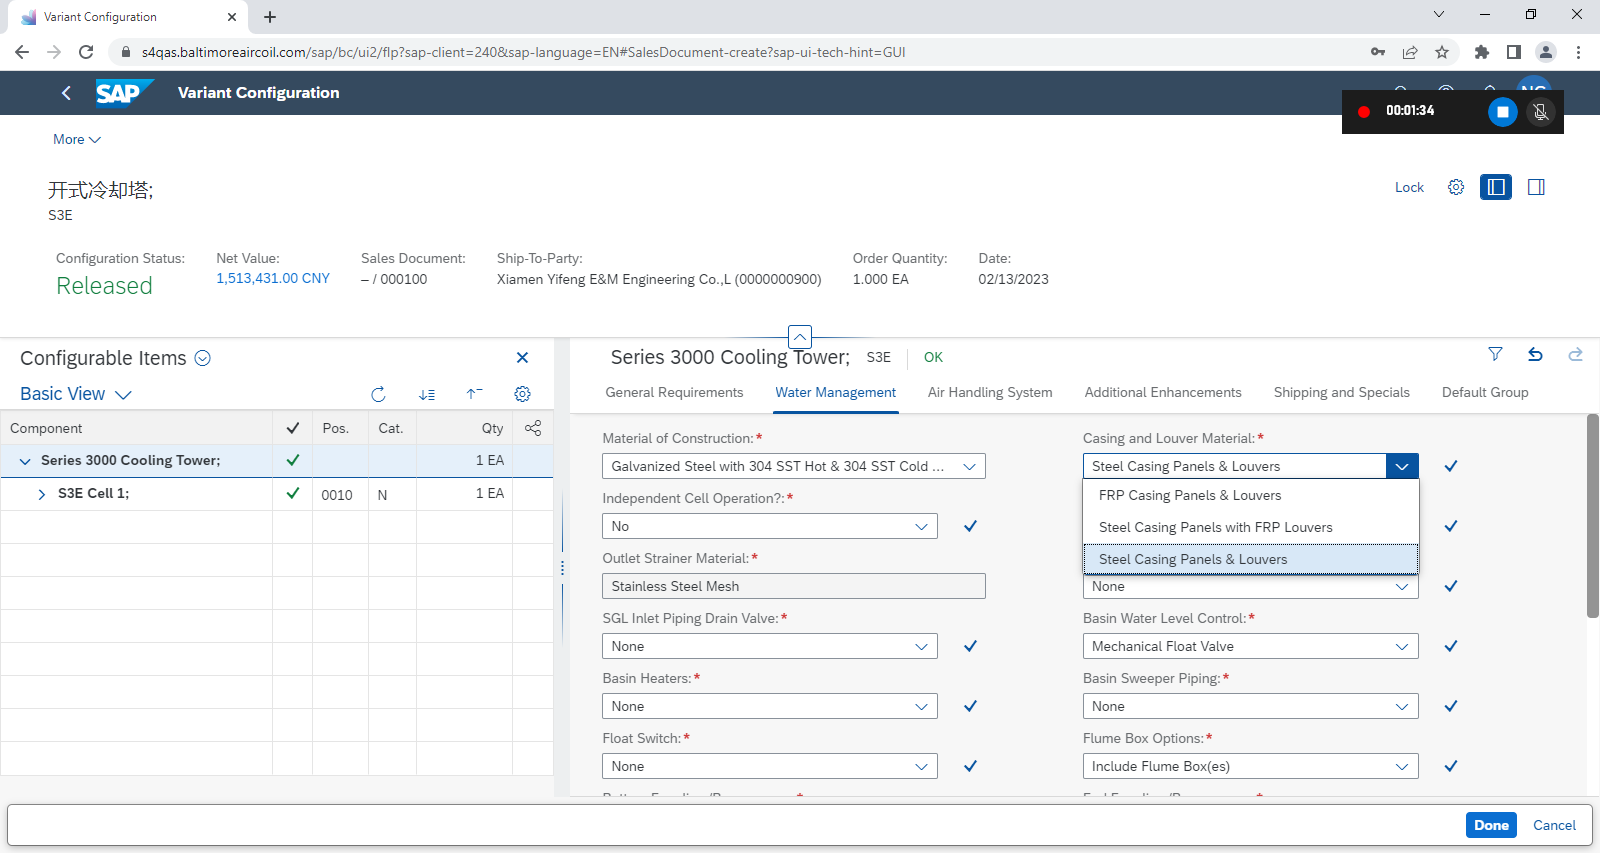 Variant Configuration
s4qas.baltimoreaircoil.com/sap/bc/ui2/flp?sap-client=240&sap-language=EN#SalesDocument-create?sap-ui-tech-hint=GUI
SAP
Variant Configuration
00:01:34
More
开式冷却塔;
S3E
Lock
Configuration Status: Net Value: Sales Document: Ship-To-Party: Order Quantity: Date:
Released 1,513,431.00 CNY – / 000100 Xiamen Yifeng E&M Engineering Co.,L (0000000900) 1.000 EA 02/13/2023
Configurable Items
Basic View
Component Pos. Cat. Qty
Series 3000 Cooling Tower; 1 EA
S3E Cell 1; 0010 N 1 EA
Series 3000 Cooling Tower; S3E OK
General Requirements Water Management Air Handling System Additional Enhancements Shipping and Specials Default Group
Material of Construction:* Casing and Louver Material:*
Galvanized Steel with 304 SST Hot & 304 SST Cold ... Steel Casing Panels & Louvers
FRP Casing Panels & Louvers
Independent Cell Operation?:*
No Steel Casing Panels with FRP Louvers
Outlet Strainer Material:* Steel Casing Panels & Louvers
Stainless Steel Mesh None
SGL Inlet Piping Drain Valve:* Basin Water Level Control:*
None Mechanical Float Valve
Basin Heaters:* Basin Sweeper Piping:*
None None
Float Switch:* Flume Box Options:*
None Include Flume Box(es)
Done Cancel